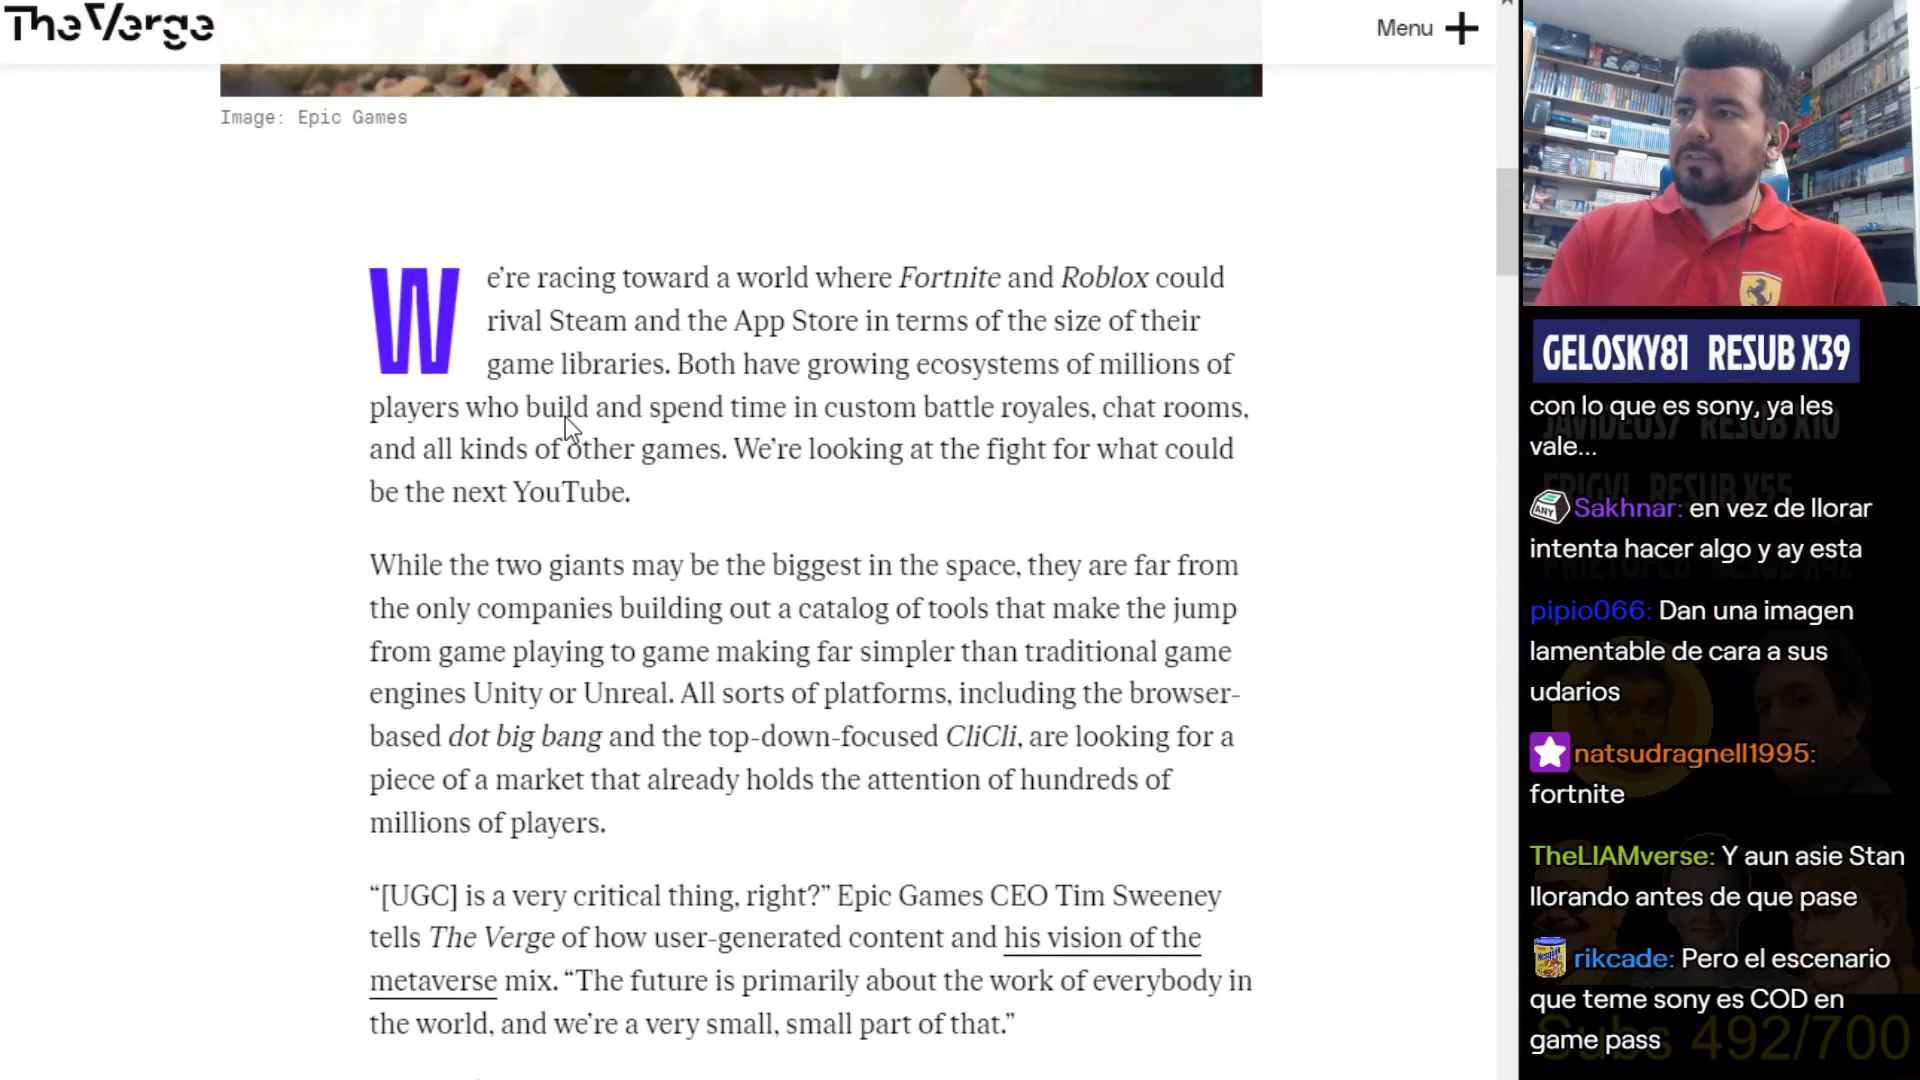 The Verge
Menu
Image: Epic Games
We're racing toward a world where Fortnite and Roblox could
rival Steam and the App Store in terms of the size of their
game libraries. Both have growing ecosystems of millions of
players who build and spend time in custom battle royales, chat rooms,
and all kinds of other games. We're looking at the fight for what could
be the next YouTube.
While the two giants may be the biggest in the space, they are far from
the only companies building out a catalog of tools that make the jump
from game playing to game making far simpler than traditional game
engines Unity or Unreal. All sorts of platforms, including the browser-
based dot big bang and the top-down-focused CliCli, are looking for a
piece of a market that already holds the attention of hundreds of
millions of players.
“[UGC] is a very critical thing, right?” Epic Games CEO Tim Sweeney
tells The Verge of how user-generated content and his vision of the
metaverse mix. “The future is primarily about the work of everybody in
the world, and we're a very small, small part of that.”
GELOSKY81 RESUB X39
con lo que es sony, ya les
vale...
ANY Sakhnar: en vez de llorar
intenta hacer algo y ay esta
pipio066: Dan una imagen
lamentable de cara a sus
udarios
natsudragnell1995:
fortnite
TheLIAMverse: Y aun asie Stan
llorando antes de que pase
rikcade: Pero el escenario
que teme sony es COD en
game pass
Subs 492/700